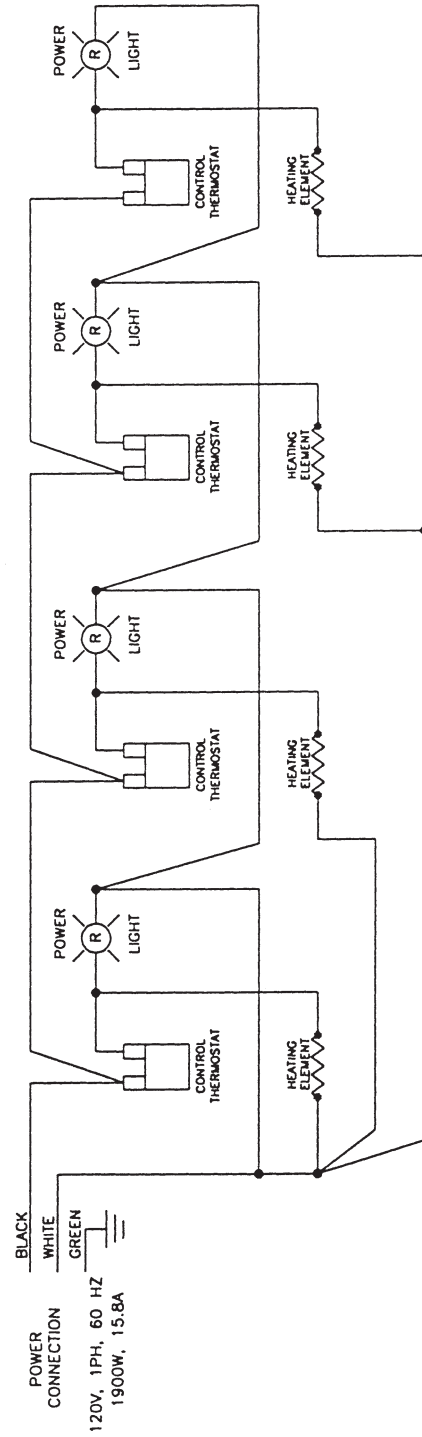 POWER
CONNECTION
BLACK
WHITE
GREEN
120V, 1PH, 60 HZ
1900W, 15.8A
CONTROL
THERMOSTAT
POWER
R
LIGHT
HEATING
ELEMENT
CONTROL
THERMOSTAT
POWER
R
LIGHT
HEATING
ELEMENT
CONTROL
THERMOSTAT
POWER
R
LIGHT
HEATING
ELEMENT
CONTROL
THERMOSTAT
POWER
R
LIGHT
HEATING
ELEMENT